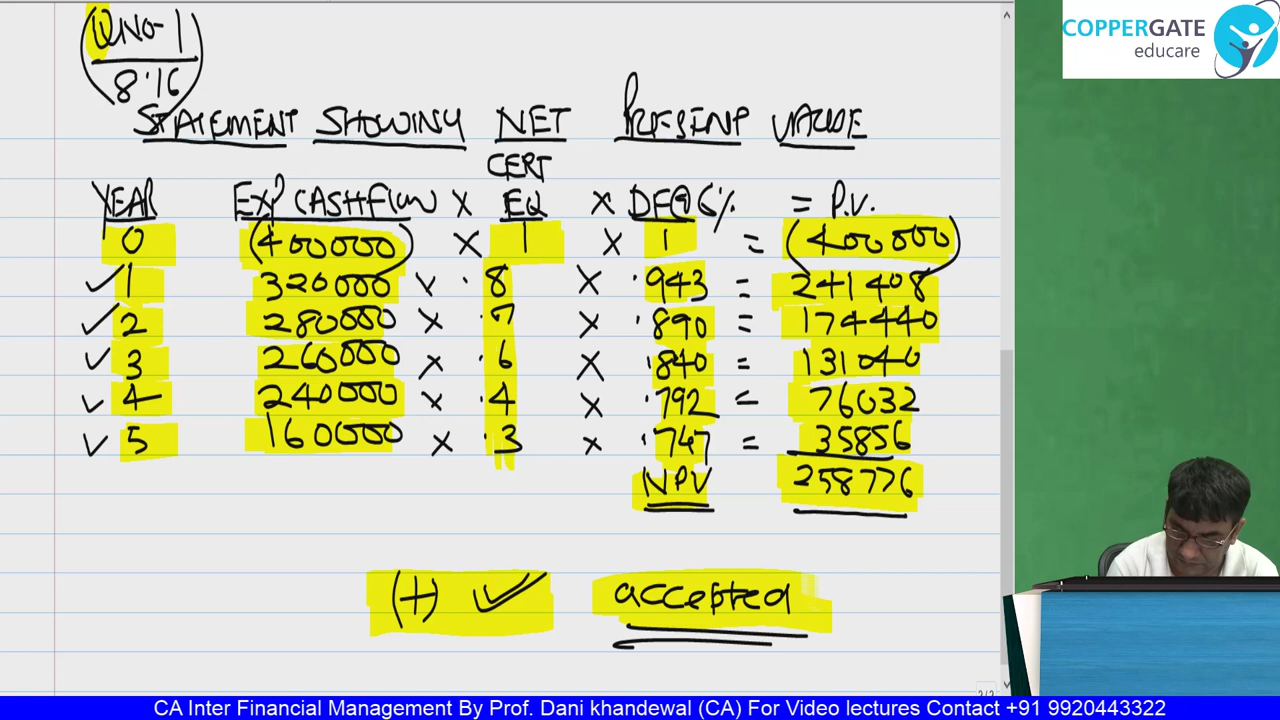 QNO-1
8.16
COPPERGATE
educare
STATEMENT SHOWING NET PRESENT VALUE
CERT
YEAR EXP CASHFLOW × EQ × DF@6% = P.V.
0 (400000) × 1 × 1 = (400000)
✓ 1 320000 × .8 × .943 = 241408
✓ 2 280000 × .7 × .890 = 174440
✓ 3 260000 × .6 × .840 = 131040
✓ 4 240000 × .4 × .792 = 76032
✓ 5 160000 × .3 × .747 = 35856
NPV 258776
(+) ✓ accepted
2/2
CA Inter Financial Management By Prof. Dani khandewal (CA) For Video lectures Contact +91 9920443322